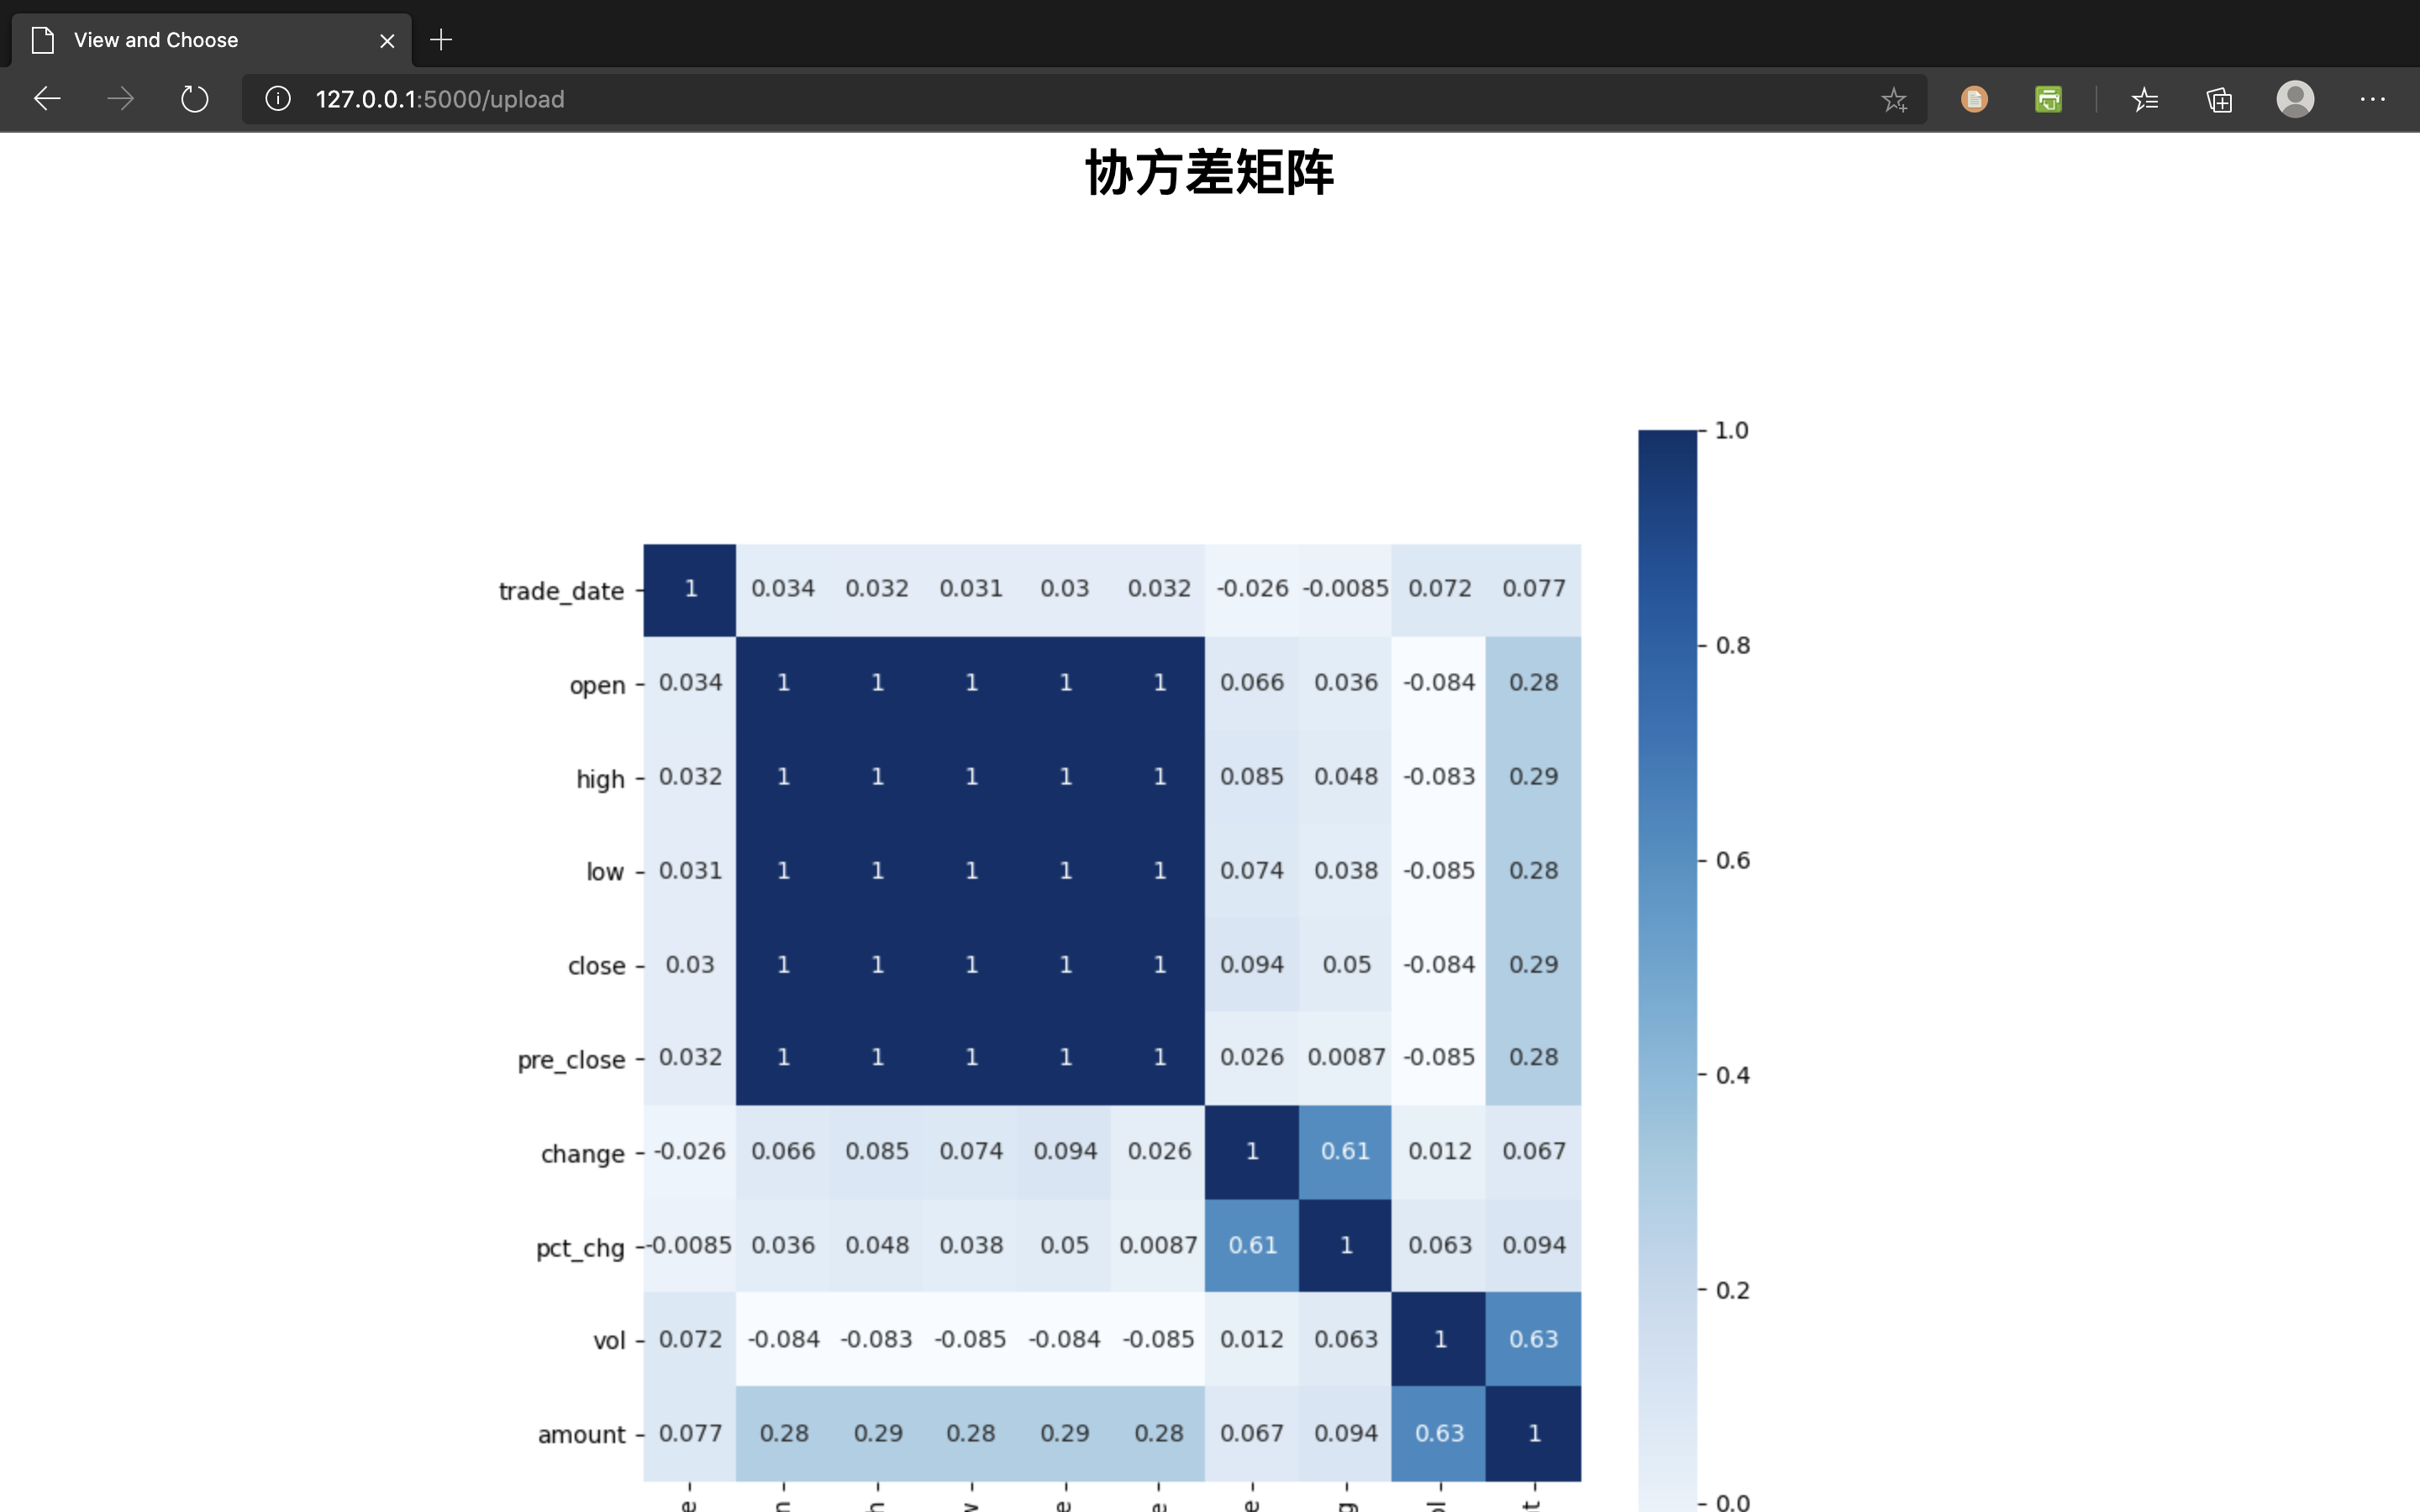 View and Choose
127.0.0.1:5000/upload
协方差矩阵
1.0
trade_date 1 0.034 0.032 0.031 0.03 0.032 -0.026 -0.0085 0.072 0.077
0.8
open 0.034 1 1 1 1 1 0.066 0.036 -0.084 0.28
high 0.032 1 1 1 1 1 0.085 0.048 -0.083 0.29
0.6
low 0.031 1 1 1 1 1 0.074 0.038 -0.085 0.28
close 0.03 1 1 1 1 1 0.094 0.05 -0.084 0.29
pre_close 0.032 1 1 1 1 1 0.026 0.0087 -0.085 0.28
0.4
change -0.026 0.066 0.085 0.074 0.094 0.026 1 0.61 0.012 0.067
pct_chg -0.0085 0.036 0.048 0.038 0.05 0.0087 0.61 1 0.063 0.094
0.2
vol 0.072 -0.084 -0.083 -0.085 -0.084 -0.085 0.012 0.063 1 0.63
amount 0.077 0.28 0.29 0.28 0.29 0.28 0.067 0.094 0.63 1
0.0